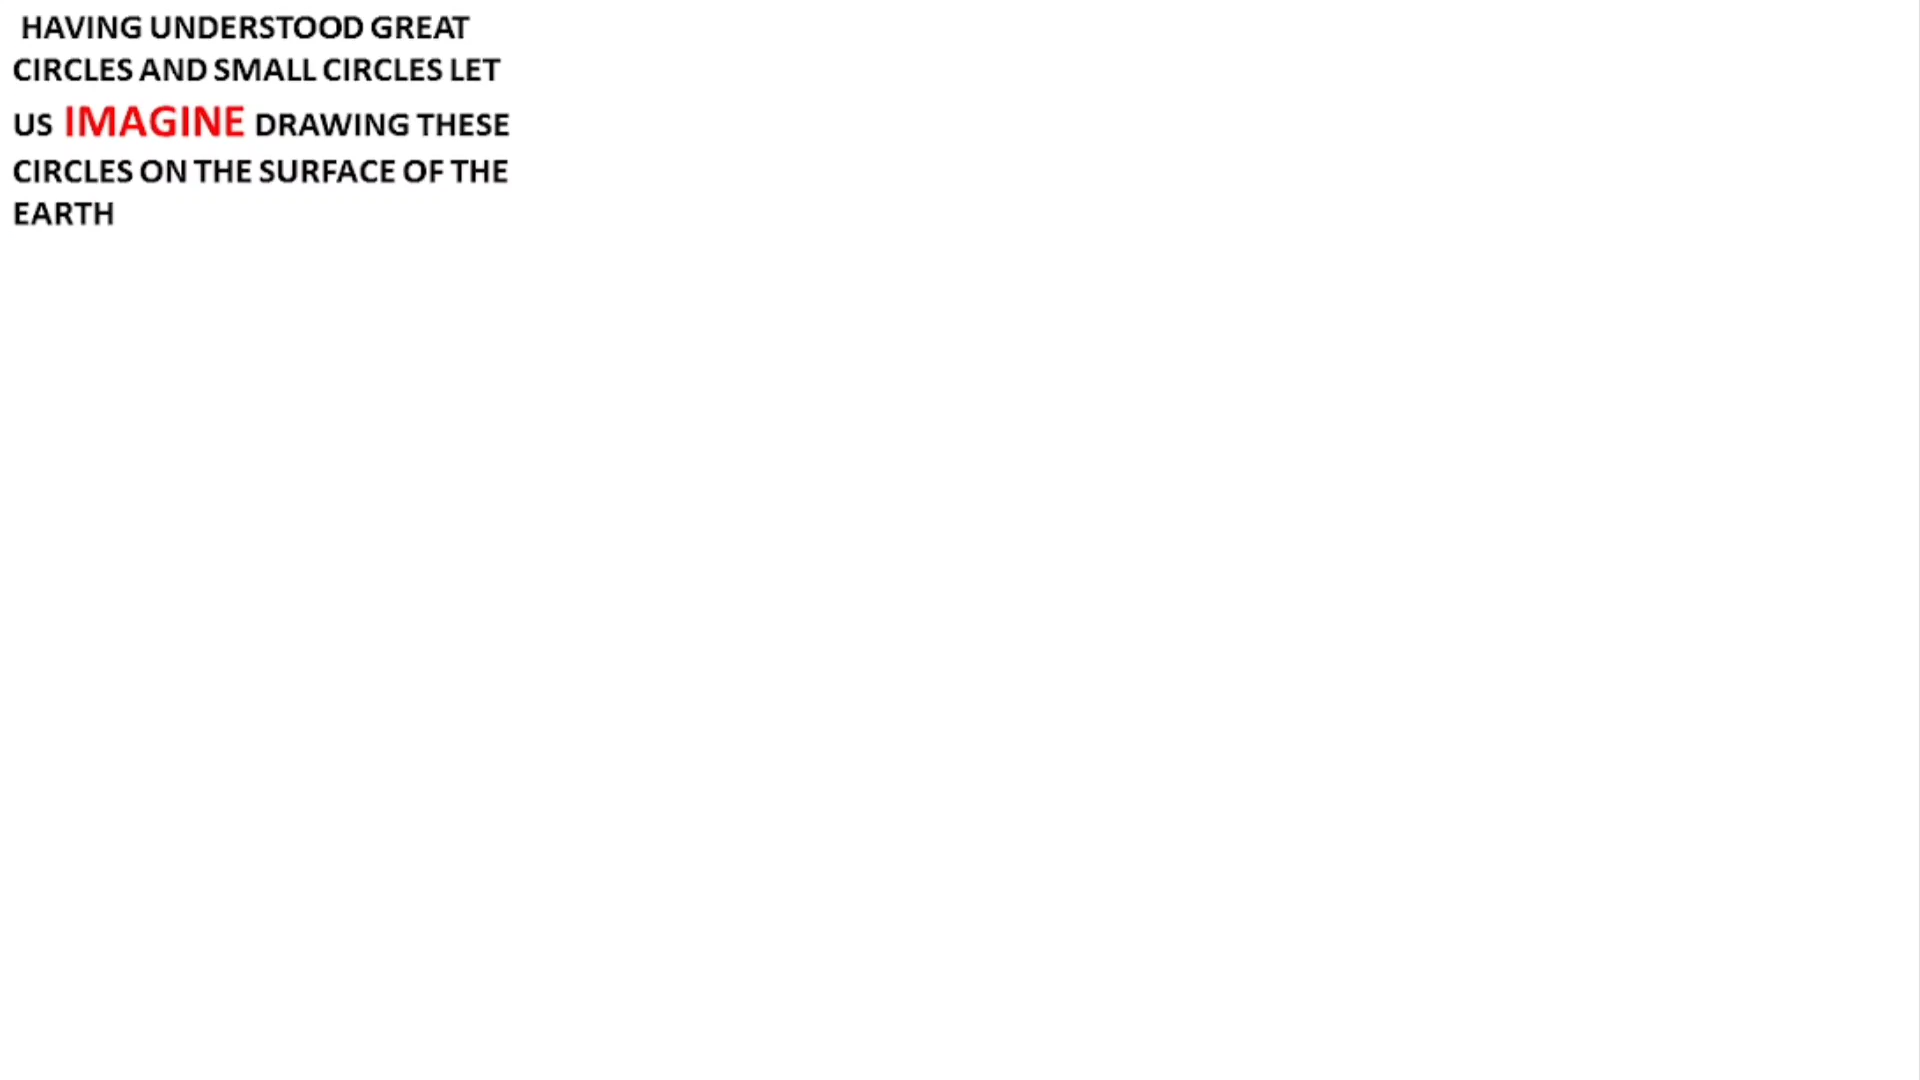 HAVING UNDERSTOOD GREAT
CIRCLES AND SMALL CIRCLES LET
US IMAGINE DRAWING THESE
CIRCLES ON THE SURFACE OF THE
EARTH